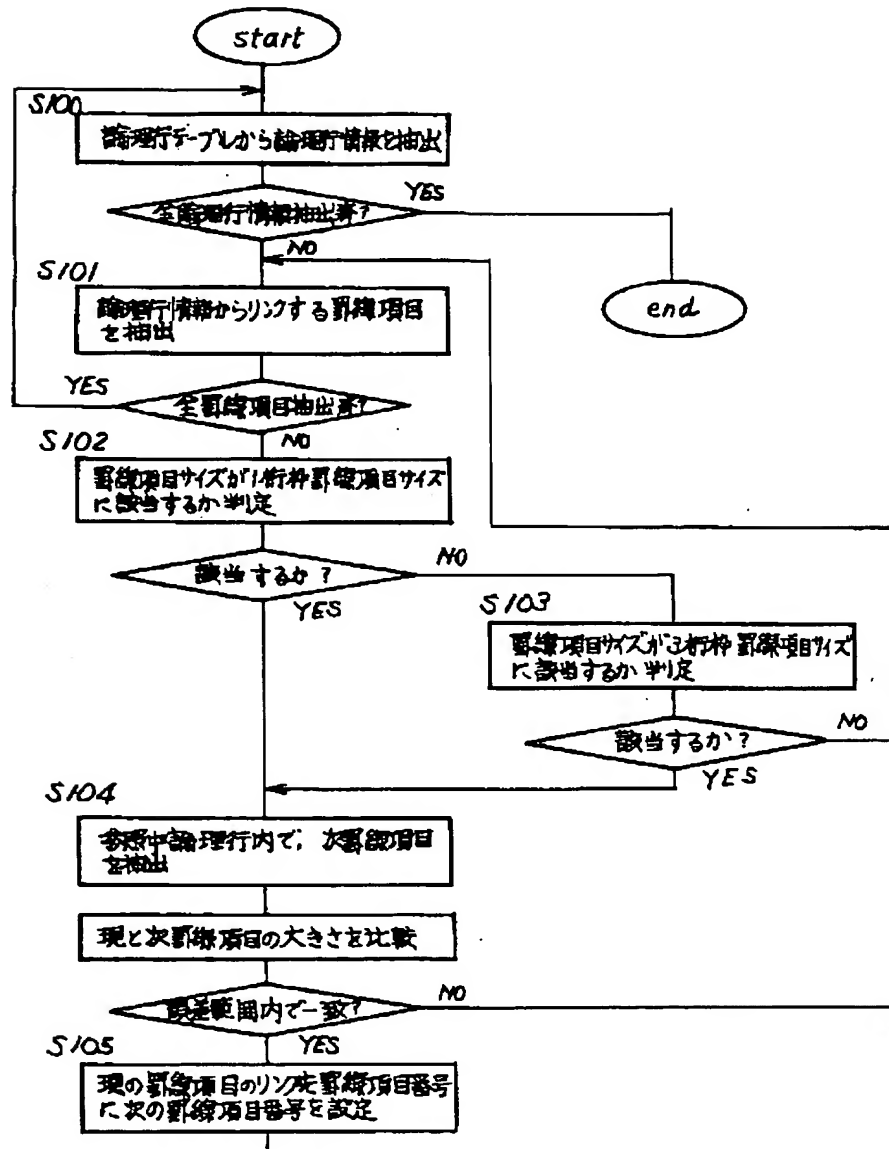 start
S100
論理行テーブルから論理行情報を抽出
YES
全論理行情報抽出済?
NO
S101
論理行情報からリンクする罫線項目
を抽出
end
YES
全罫線項目抽出済?
NO
S102
罫線項目サイズが1桁枠罫線項目サイズ
に該当するか判定
NO
該当するか?
YES
S103
罫線項目サイズが3桁枠罫線項目サイズ
に該当するか判定
NO
該当するか?
YES
S104
参照中論理行内で,次罫線項目
を抽出
現と次罫線項目の大きさを比較
NO
誤差範囲内で一致?
YES
S105
現の罫線項目のリンク先罫線項目番号
に次の罫線項目番号を設定